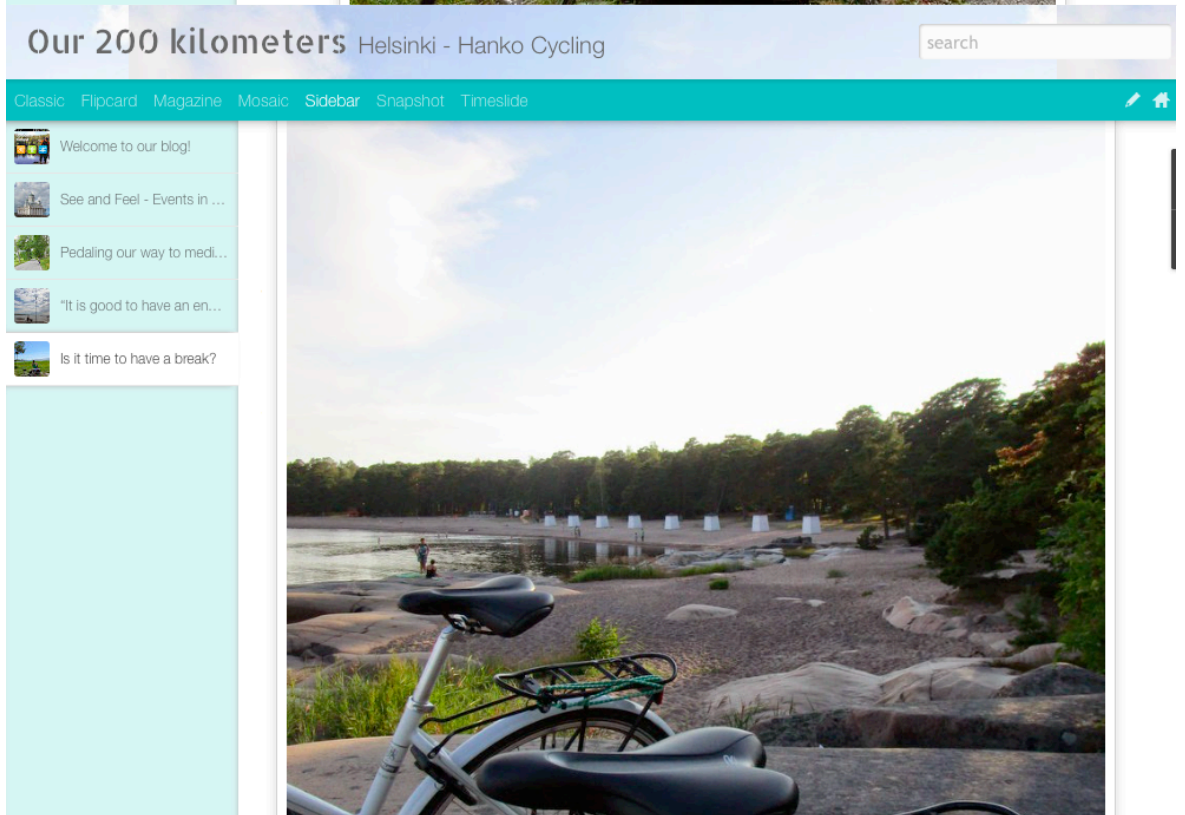 Our 200 kilometers Helsinki - Hanko Cycling
search
Classic Flipcard Magazine Mosaic Sidebar Snapshot Timeslide
Welcome to our blog!
See and Feel - Events in ...
Pedaling our way to medi...
"It is good to have an en...
Is it time to have a break?